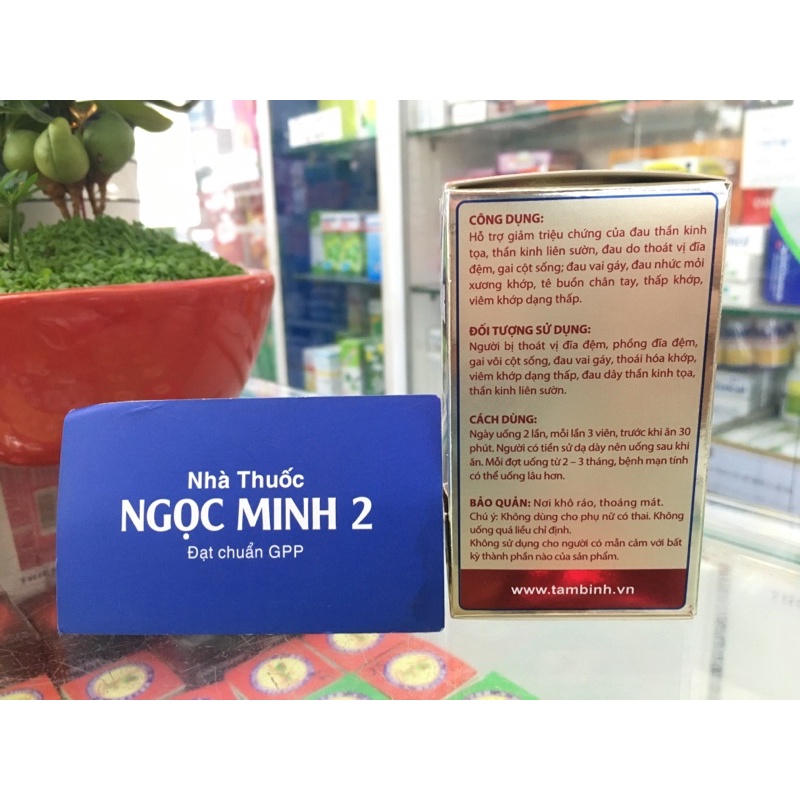 Nhà Thuốc
NGỌC MINH 2
Đạt chuẩn GPP
CÔNG DỤNG:
Hỗ trợ giảm triệu chứng của đau thần kinh
tọa, thần kinh liên sườn, đau do thoát vị đĩa
đệm, gai cột sống; đau vai gáy, đau nhức mỏi
xương khớp, tê buồn chân tay, thấp khớp,
viêm khớp dạng thấp.
ĐỐI TƯỢNG SỬ DỤNG:
Người bị thoát vị đĩa đệm, phồng đĩa đệm,
gai vôi cột sống, đau vai gáy, thoái hóa khớp,
viêm khớp dạng thấp, đau dây thần kinh tọa,
thần kinh liên sườn.
CÁCH DÙNG:
Ngày uống 2 lần, mỗi lần 3 viên, trước khi ăn 30
phút. Người có tiền sử dạ dày nên uống sau khi
ăn. Mỗi đợt uống từ 2 – 3 tháng, bệnh mạn tính
có thể uống lâu hơn.
BẢO QUẢN: Nơi khô ráo, thoáng mát.
Chú ý: Không dùng cho phụ nữ có thai. Không
uống quá liều chỉ định.
Không sử dụng cho người có mẫn cảm với bất
kỳ thành phần nào của sản phẩm.
www.tambinh.vn